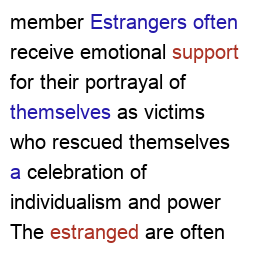 member Estrangers often
receive emotional support
for their portrayal of
themselves as victims
who rescued themselves
a celebration of
individualism and power
The estranged are often